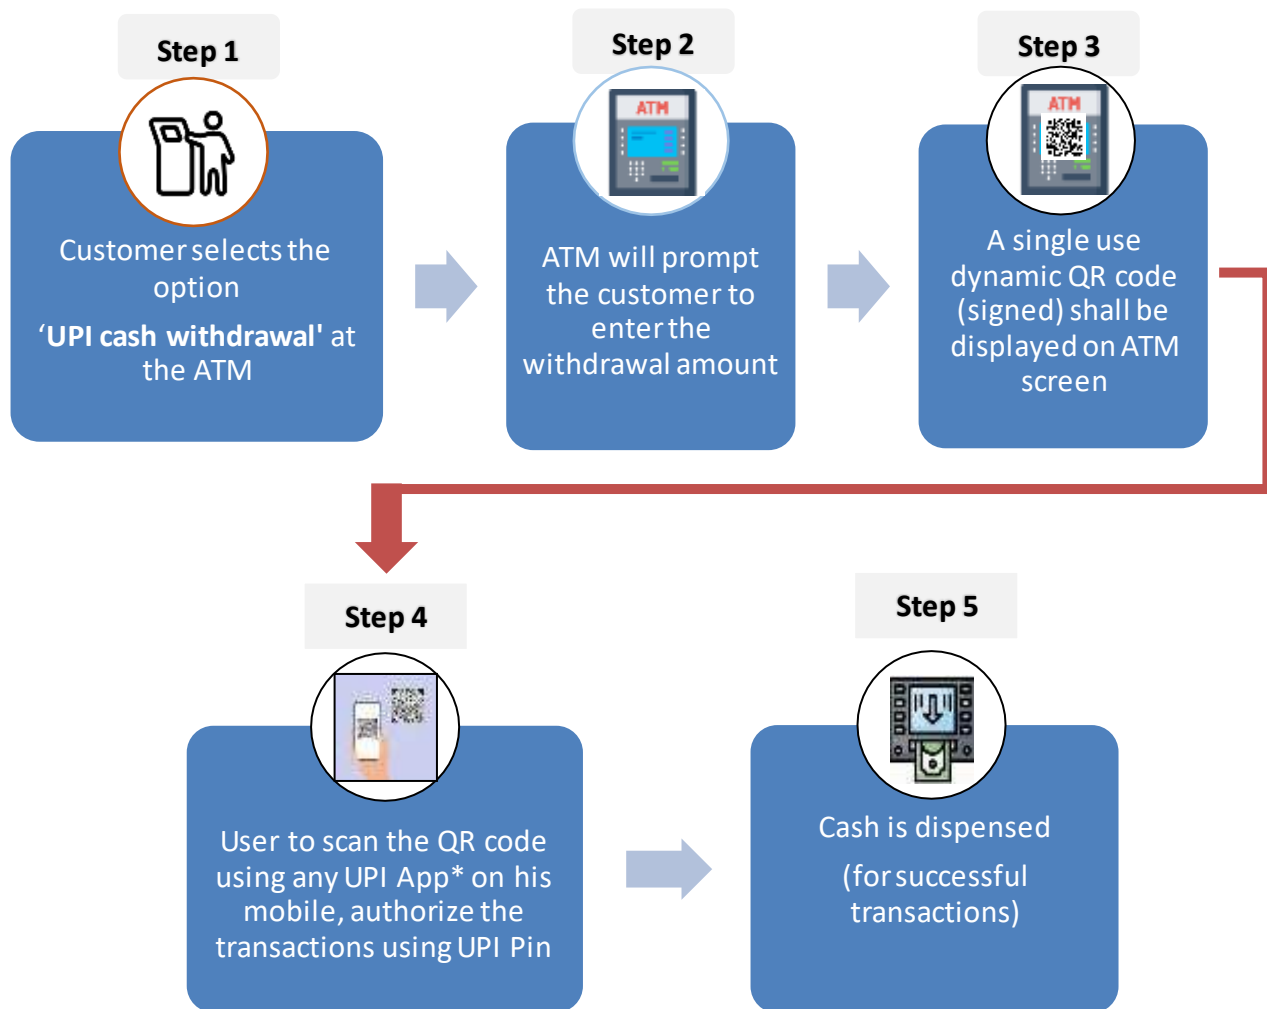 Step 1
Customer selects the
option
‘UPI cash withdrawal' at
the ATM
Step 2
ATM
ATM will prompt
the customer to
enter the
withdrawal amount
Step 3
ATM
A single use
dynamic QR code
(signed) shall be
displayed on ATM
screen
Step 4
User to scan the QR code
using any UPI App* on his
mobile, authorize the
transactions using UPI Pin
Step 5
Cash is dispensed
(for successful
transactions)